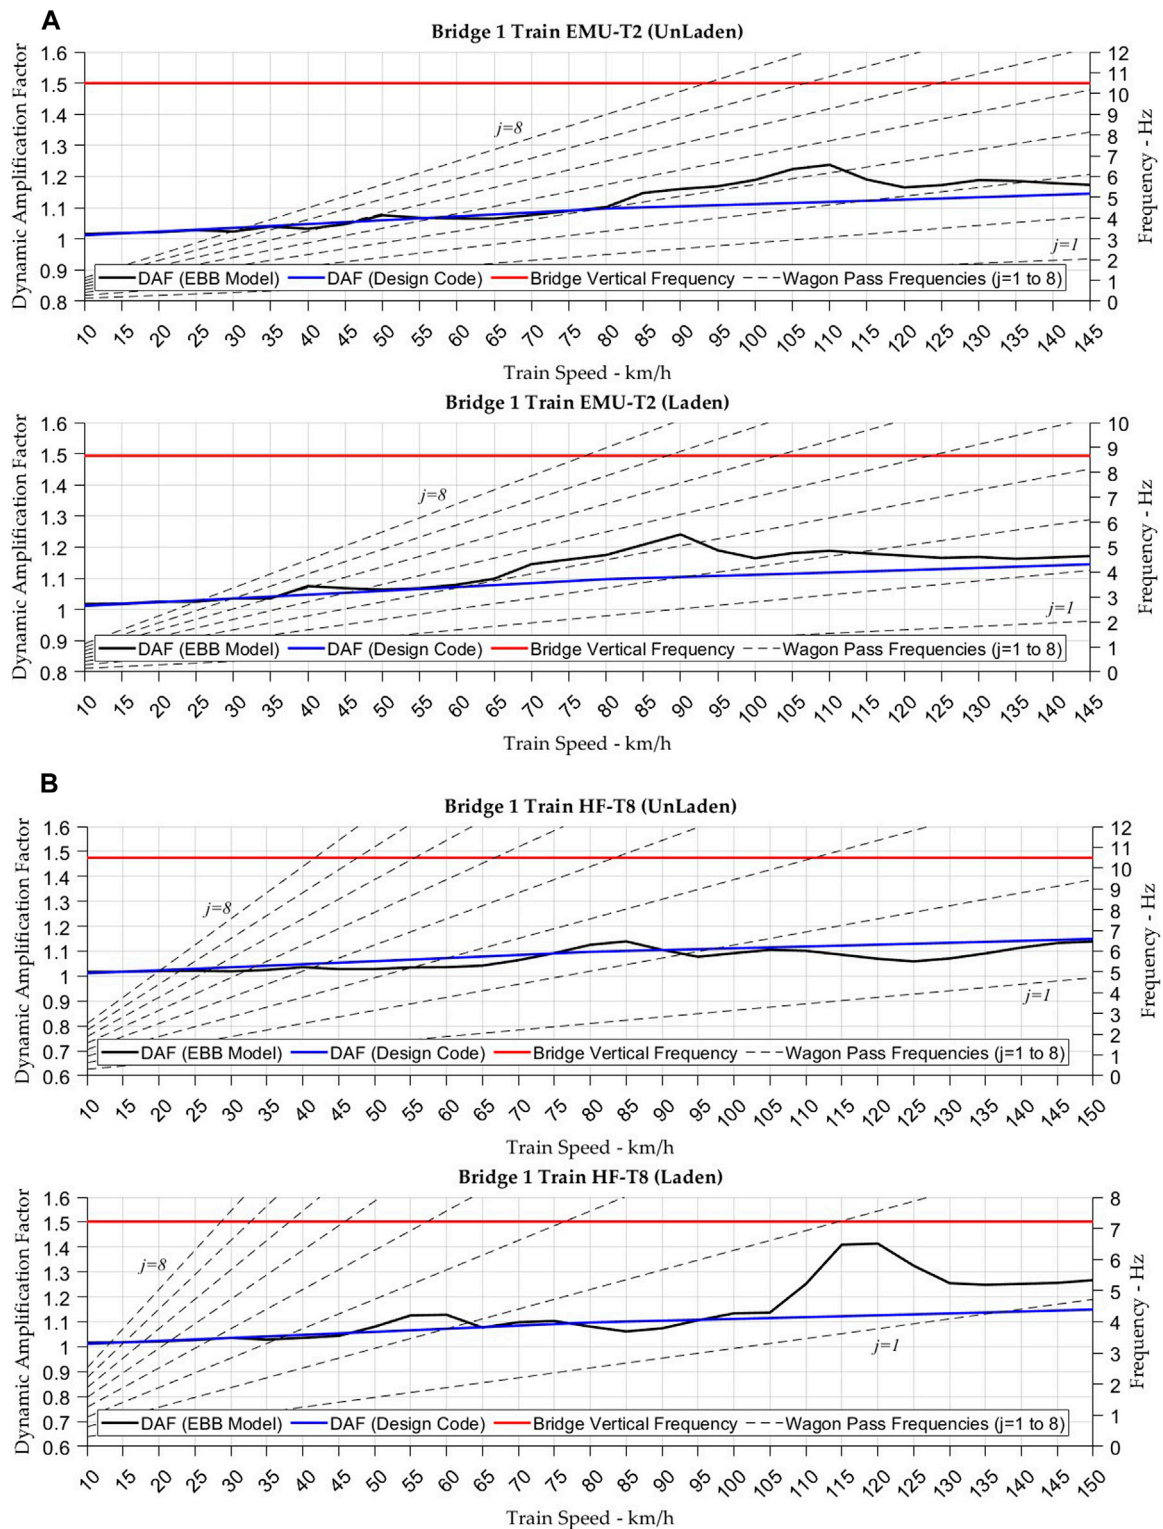 A
Bridge 1 Train EMU-T2 (UnLaden)
Dynamic Amplification Factor
1.6
1.5
1.4
1.3
1.2
1.1
1
0.9
0.8
12
11
10
9
8
7
6
5
4
3
2
1
0
Frequency - Hz
j=8
j=1
DAF (EBB Model) DAF (Design Code) Bridge Vertical Frequency Wagon Pass Frequencies (j=1 to 8)
10 15 20 25 30 35 40 45 50 55 60 65 70 75 80 85 90 95 100 105 110 115 120 125 130 135 140 145
Train Speed - km/h
Bridge 1 Train EMU-T2 (Laden)
Dynamic Amplification Factor
1.6
1.5
1.4
1.3
1.2
1.1
1
0.9
0.8
10
9
8
7
6
5
4
3
2
1
0
Frequency - Hz
j=8
j=1
DAF (EBB Model) DAF (Design Code) Bridge Vertical Frequency Wagon Pass Frequencies (j=1 to 8)
10 15 20 25 30 35 40 45 50 55 60 65 70 75 80 85 90 95 100 105 110 115 120 125 130 135 140 145
Train Speed - km/h
B
Bridge 1 Train HF-T8 (UnLaden)
Dynamic Amplification Factor
1.6
1.5
1.4
1.3
1.2
1.1
1
0.9
0.8
0.7
0.6
12
11
10
9
8
7
6
5
4
3
2
1
0
Frequency - Hz
j=8
j=1
DAF (EBB Model) DAF (Design Code) Bridge Vertical Frequency Wagon Pass Frequencies (j=1 to 8)
10 15 20 25 30 35 40 45 50 55 60 65 70 75 80 85 90 95 100 105 110 115 120 125 130 135 140 145 150
Train Speed - km/h
Bridge 1 Train HF-T8 (Laden)
Dynamic Amplification Factor
1.6
1.5
1.4
1.3
1.2
1.1
1
0.9
0.8
0.7
0.6
8
7
6
5
4
3
2
1
0
Frequency - Hz
j=8
j=1
DAF (EBB Model) DAF (Design Code) Bridge Vertical Frequency Wagon Pass Frequencies (j=1 to 8)
10 15 20 25 30 35 40 45 50 55 60 65 70 75 80 85 90 95 100 105 110 115 120 125 130 135 140 145 150
Train Speed - km/h